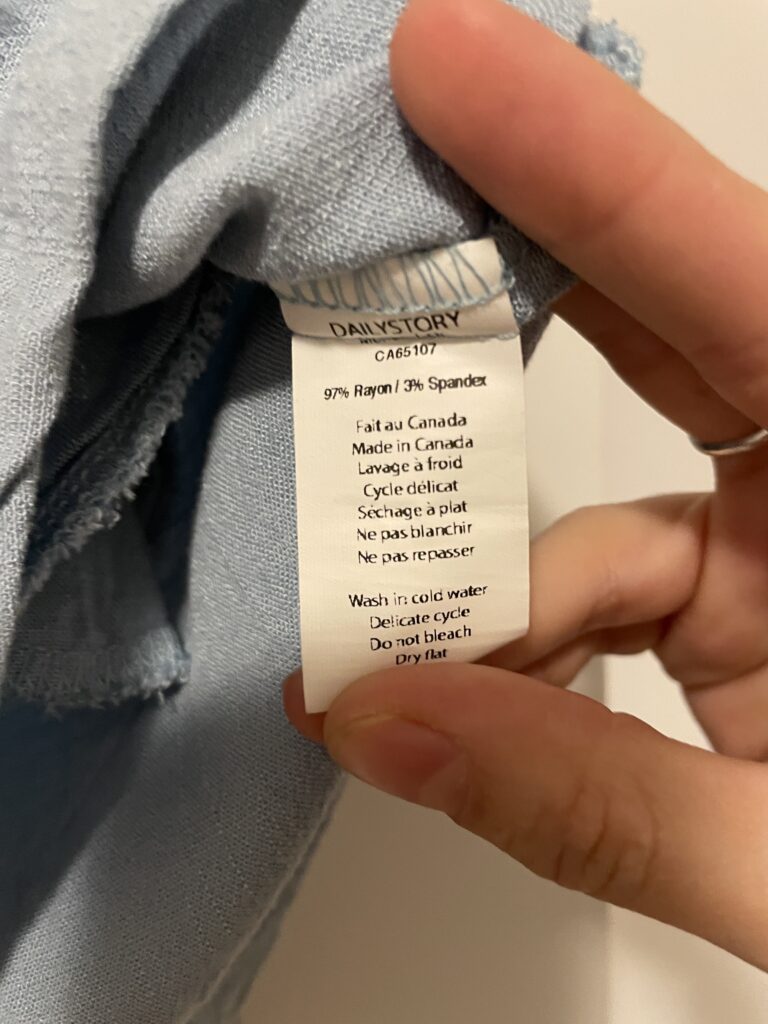 DAILYSTORY
CA65107
97% Rayon / 3% Spandex
Fait au Canada
Made in Canada
Lavage à froid
Cycle délicat
Séchage à plat
Ne pas blanchir
Ne pas repasser
Wash in cold water
Delicate cycle
Do not bleach
Dry flat